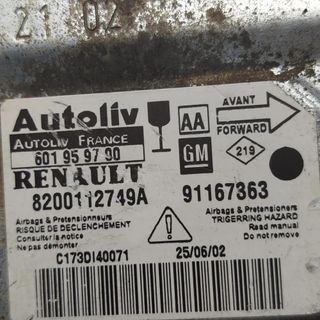 21 02
Autoliv
AUTOLIV FRANCE
601 95 97 00
RENAULT
8200112749A
AA
GM
AVANT
FORWARD
219
91167363
Airbags & Pretensionneurs
RISQUE DE DECLENCHEMENT
Consulter la notice
Ne pas démonter
Airbags & Pretensioners
TRIGERRING HAZARD
Read manual
Do not remove
C173DI40071
25/06/02